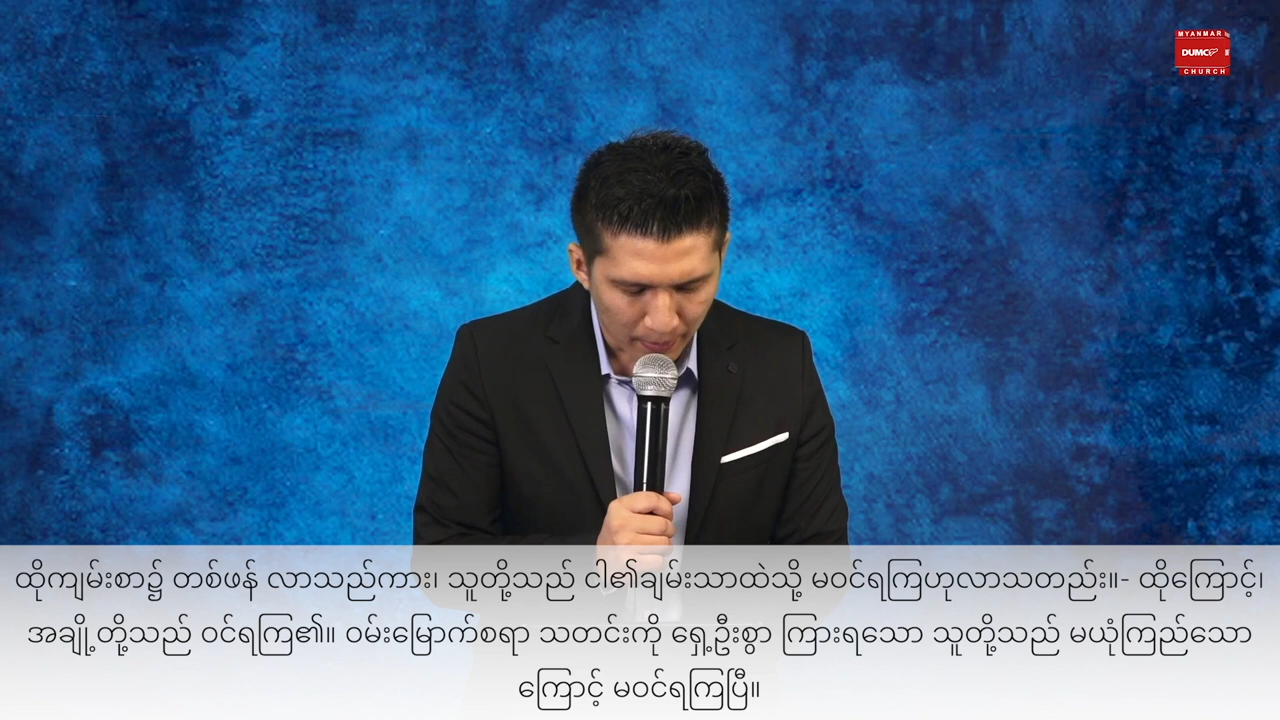 MYANMAR
DUMC
CHURCH
ထိုကျမ်းစာ၌ တစ်ဖန် လာသည်ကား၊ သူတို့သည် ငါ၏ချမ်းသာထဲသို့ မဝင်ရကြဟုလာသတည်း။- ထိုကြောင့်၊
အချို့တို့သည် ဝင်ရကြ၏။ ဝမ်းမြောက်စရာ သတင်းကို ရှေ့ဦးစွာ ကြားရသော သူတို့သည် မယုံကြည်သော
ကြောင့် မဝင်ရကြပြီ။